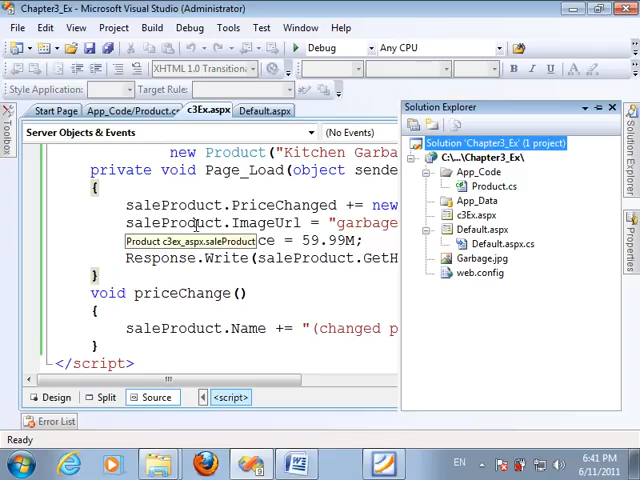 Chapter3_Ex - Microsoft Visual Studio (Administrator)
File Edit View Project Build Debug Tools Test Window Help
Debug Any CPU
XHTML 1.0 Transition
Style Application: Target Rule:
Start Page App_Code/Product.cs c3Ex.aspx Default.aspx
Server Objects & Events (No Events)
new Product("Kitchen Garba
private void Page_Load(object sende
{
saleProduct.PriceChanged += new
saleProduct.ImageUrl = "garbage
Product c3ex_aspx.saleProduct ce = 59.99M;
Response.Write(saleProduct.GetH
}
void priceChange()
{
saleProduct.Name += "(changed p
}
</script>
Design Split Source <script>
Error List
Ready
Toolbox
Solution Explorer
Solution 'Chapter3_Ex' (1 project)
C:\...\Chapter3_Ex\
App_Code
Product.cs
App_Data
c3Ex.aspx
Default.aspx
Default.aspx.cs
Garbage.jpg
web.config
Server Explorer
Properties
EN
6:41 PM
6/11/2011